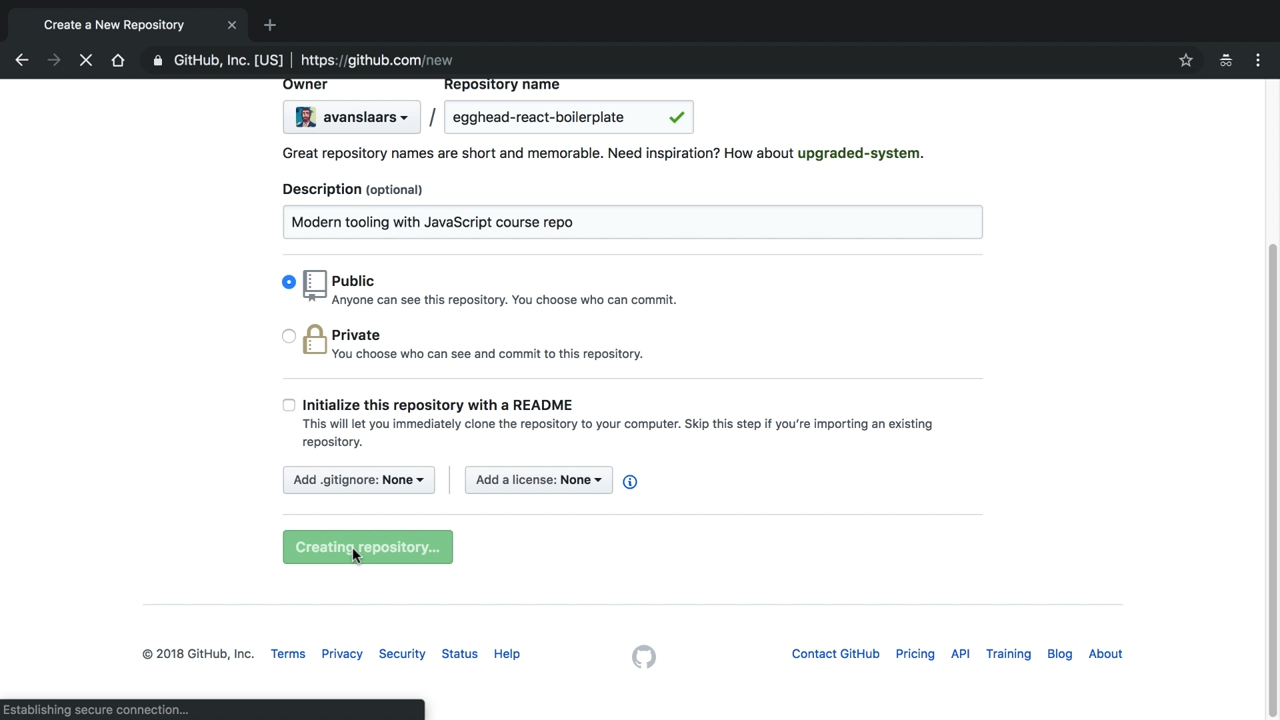 Create a New Repository
GitHub, Inc. [US] https://github.com/new
Owner Repository name
avanslaars / egghead-react-boilerplate
Great repository names are short and memorable. Need inspiration? How about upgraded-system.
Description (optional)
Modern tooling with JavaScript course repo
Public
Anyone can see this repository. You choose who can commit.
Private
You choose who can see and commit to this repository.
Initialize this repository with a README
This will let you immediately clone the repository to your computer. Skip this step if you're importing an existing
repository.
Add .gitignore: None Add a license: None
Creating repository...
© 2018 GitHub, Inc. Terms Privacy Security Status Help Contact GitHub Pricing API Training Blog About
Establishing secure connection...